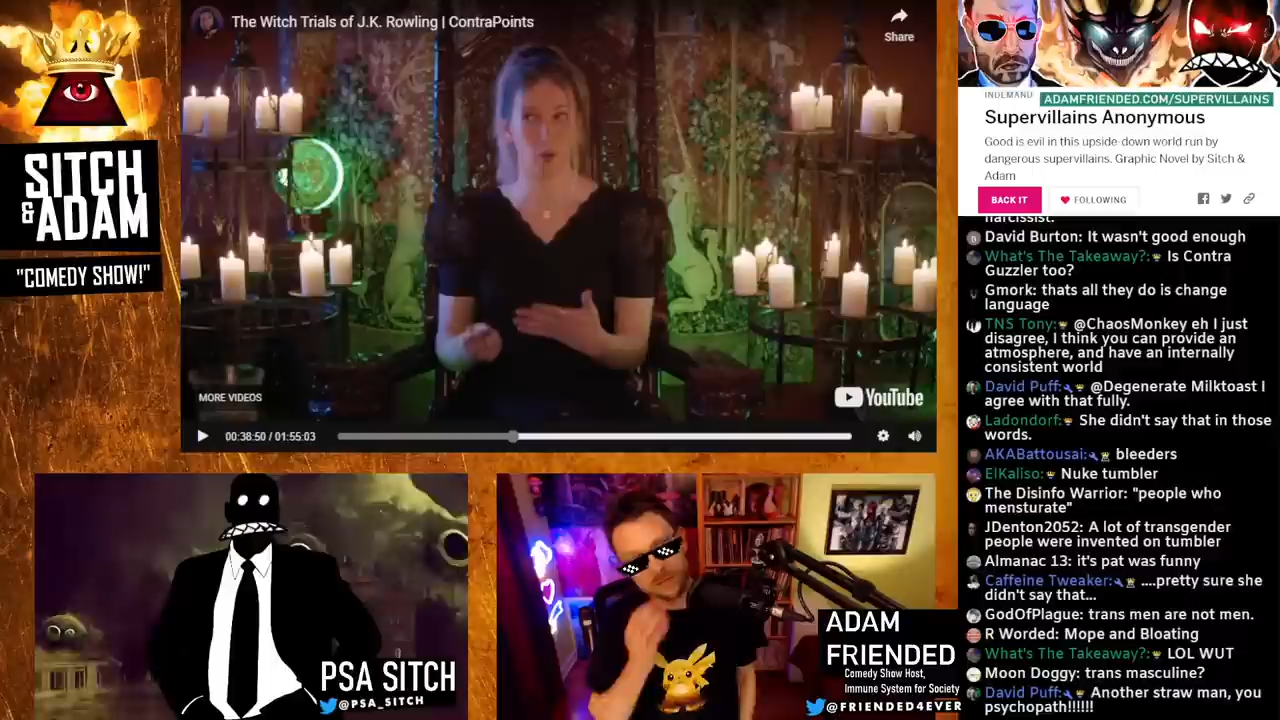 SITCH
& ADAM
"COMEDY SHOW!"
The Witch Trials of J.K. Rowling | ContraPoints
Share
MORE VIDEOS
YouTube
00:38:50 / 01:55:03
PSA SITCH
@PSA_SITCH
ADAM
FRIENDED
Comedy Show Host,
Immune System for Society
@FRIENDED4EVER
INDEMAND
ADAMFRIENDED.COM/SUPERVILLAINS
Supervillains Anonymous
Good is evil in this upside-down world run by
dangerous supervillains. Graphic Novel by Sitch &
Adam
BACK IT
FOLLOWING
narcissist.
David Burton: It wasn't good enough
What's The Takeaway?: Is Contra
Guzzler too?
Gmork: thats all they do is change
language
TNS Tony: @ChaosMonkey eh I just
disagree, I think you can provide an
atmosphere, and have an internally
consistent world
David Puff: @Degenerate Milktoast I
agree with that fully.
Ladondorf: She didn't say that in those
words.
AKABattousai: bleeders
ElKaliso: Nuke tumbler
The Disinfo Warrior: "people who
mensturate"
JDenton2052: A lot of transgender
people were invented on tumbler
Almanac 13: it's pat was funny
Caffeine Tweaker: ....pretty sure she
didn't say that...
GodOfPlague: trans men are not men.
R Worded: Mope and Bloating
What's The Takeaway?: LOL WUT
Moon Doggy: trans masculine?
David Puff: Another straw man, you
psychopath!!!!!!